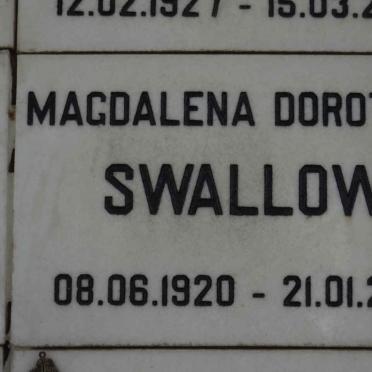 12.02.1927 - 15.03.2
MAGDALENA DOROT
SWALLOW
08.06.1920 - 21.01.2